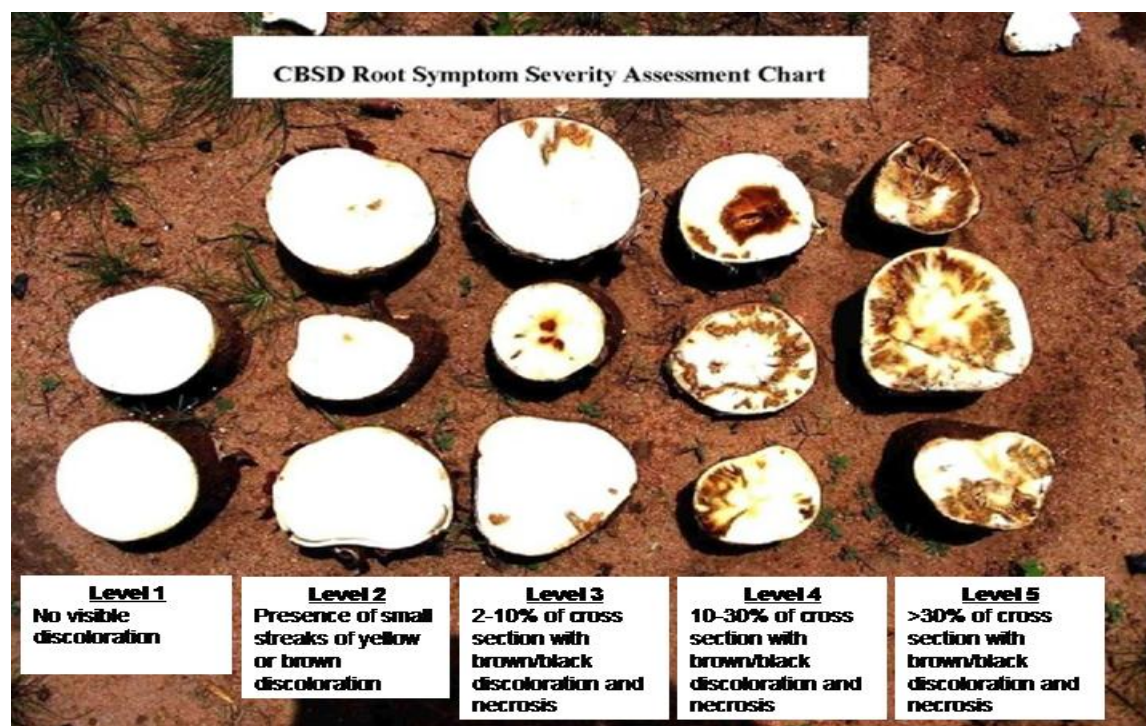 CBSD Root Symptom Severity Assessment Chart
Level 1
No visible
discoloration
Level 2
Presence of small
streaks of yellow
or brown
discoloration
Level 3
2-10% of cross
section with
brown/black
discoloration and
necrosis
Level 4
10-30% of cross
section with
brown/black
discoloration and
necrosis
Level 5
>30% of cross
section with
brown/black
discoloration and
necrosis